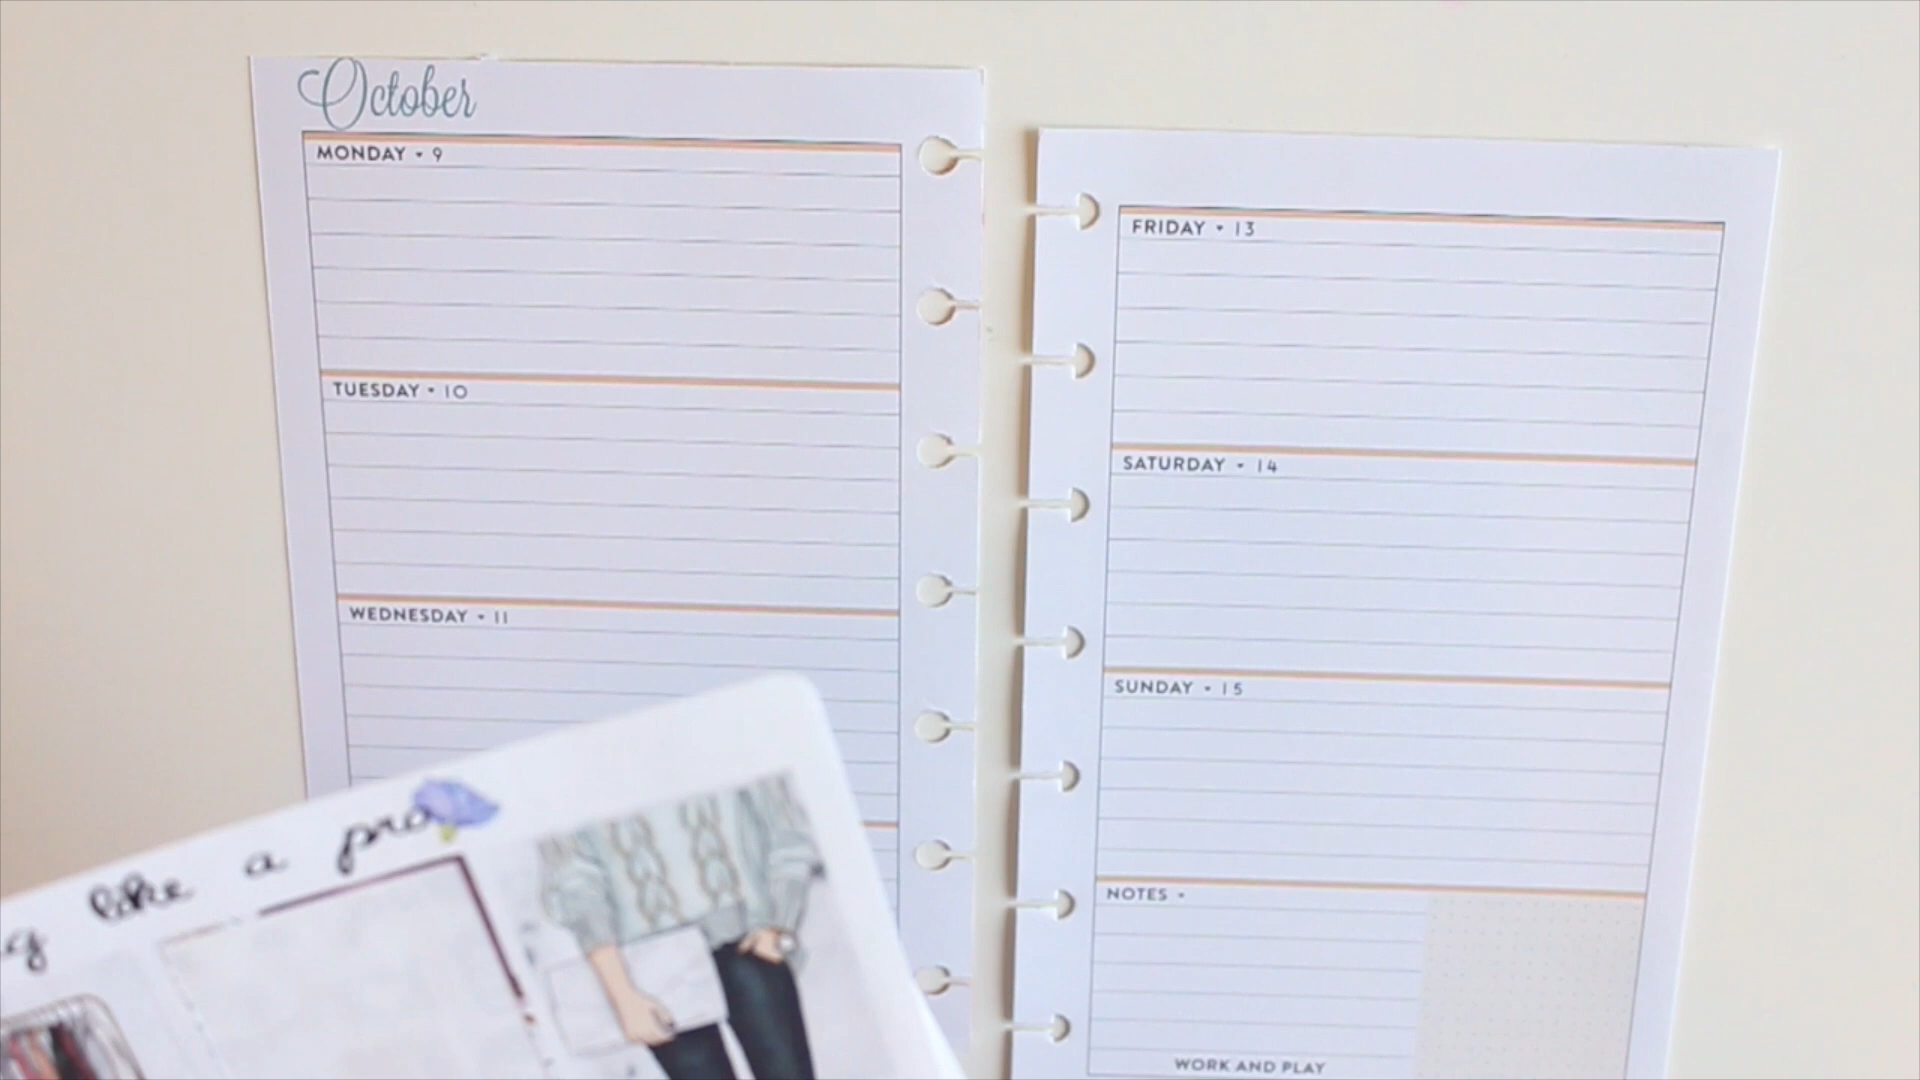 October
MONDAY • 9
TUESDAY • 10
WEDNESDAY • 11
FRIDAY • 13
SATURDAY • 14
SUNDAY • 15
NOTES •
WORK AND PLAY
like a pro